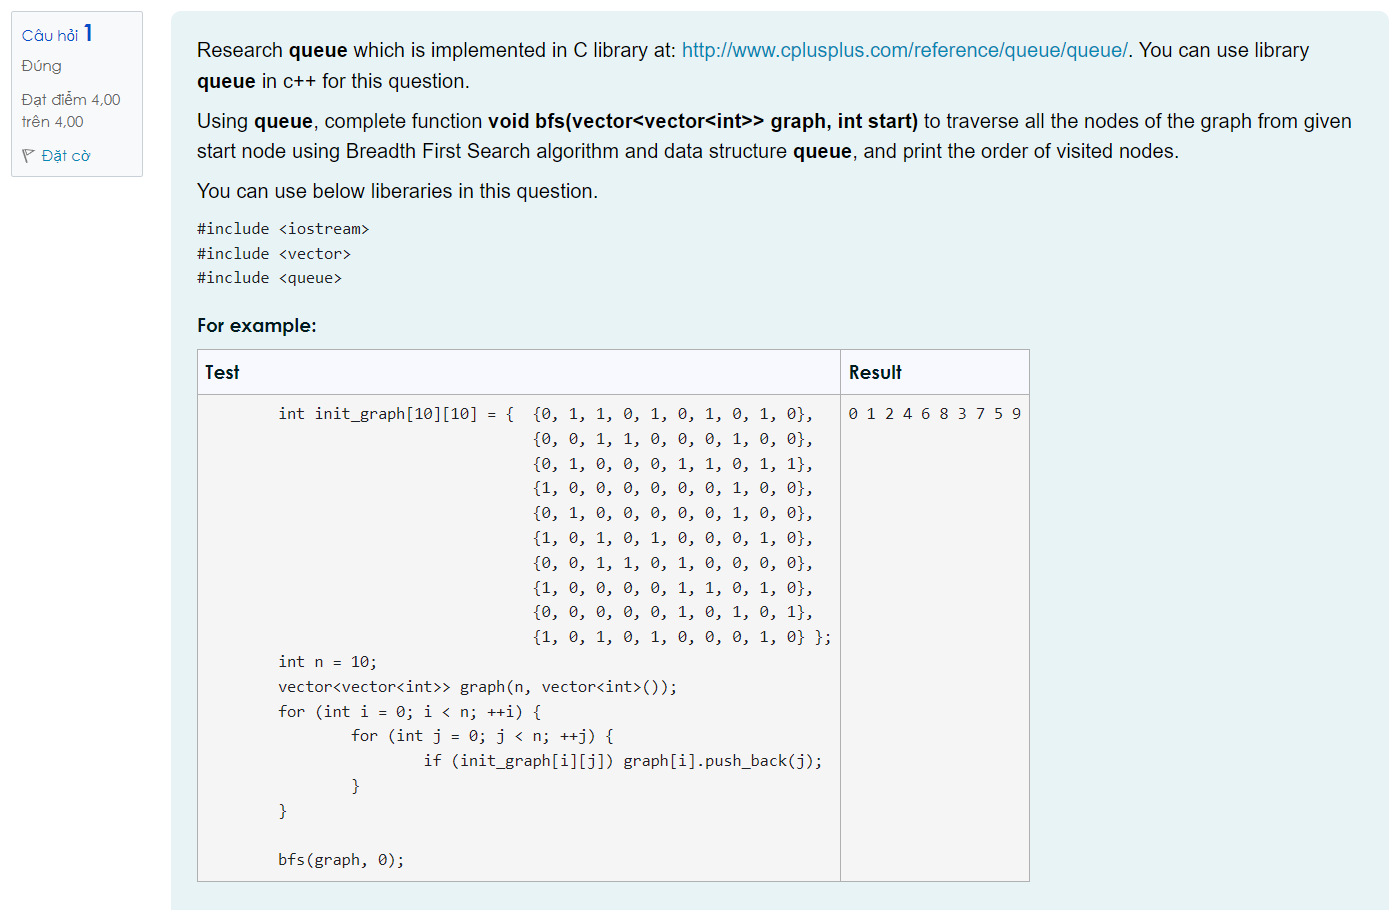 Câu hỏi 1
Đúng
Đạt điểm 4,00
trên 4,00
Đặt cờ
Research queue which is implemented in C library at: http://www.cplusplus.com/reference/queue/queue/. You can use library
queue in c++ for this question.
Using queue, complete function void bfs(vector<vector<int>> graph, int start) to traverse all the nodes of the graph from given
start node using Breadth First Search algorithm and data structure queue, and print the order of visited nodes.
You can use below liberaries in this question.
#include <iostream>
#include <vector>
#include <queue>
For example:
Test Result
int init_graph[10][10] = {  {0, 1, 1, 0, 1, 0, 1, 0, 1, 0}, 0 1 2 4 6 8 3 7 5 9
{0, 0, 1, 1, 0, 0, 0, 1, 0, 0},
{0, 1, 0, 0, 0, 1, 1, 0, 1, 1},
{1, 0, 0, 0, 0, 0, 0, 1, 0, 0},
{0, 1, 0, 0, 0, 0, 0, 1, 0, 0},
{1, 0, 1, 0, 1, 0, 0, 0, 1, 0},
{0, 0, 1, 1, 0, 1, 0, 0, 0, 0},
{1, 0, 0, 0, 0, 1, 1, 0, 1, 0},
{0, 0, 0, 0, 0, 1, 0, 1, 0, 1},
{1, 0, 1, 0, 1, 0, 0, 0, 1, 0} };
int n = 10;
vector<vector<int>> graph(n, vector<int>());
for (int i = 0; i < n; ++i) {
for (int j = 0; j < n; ++j) {
if (init_graph[i][j]) graph[i].push_back(j);
}
}
bfs(graph, 0);